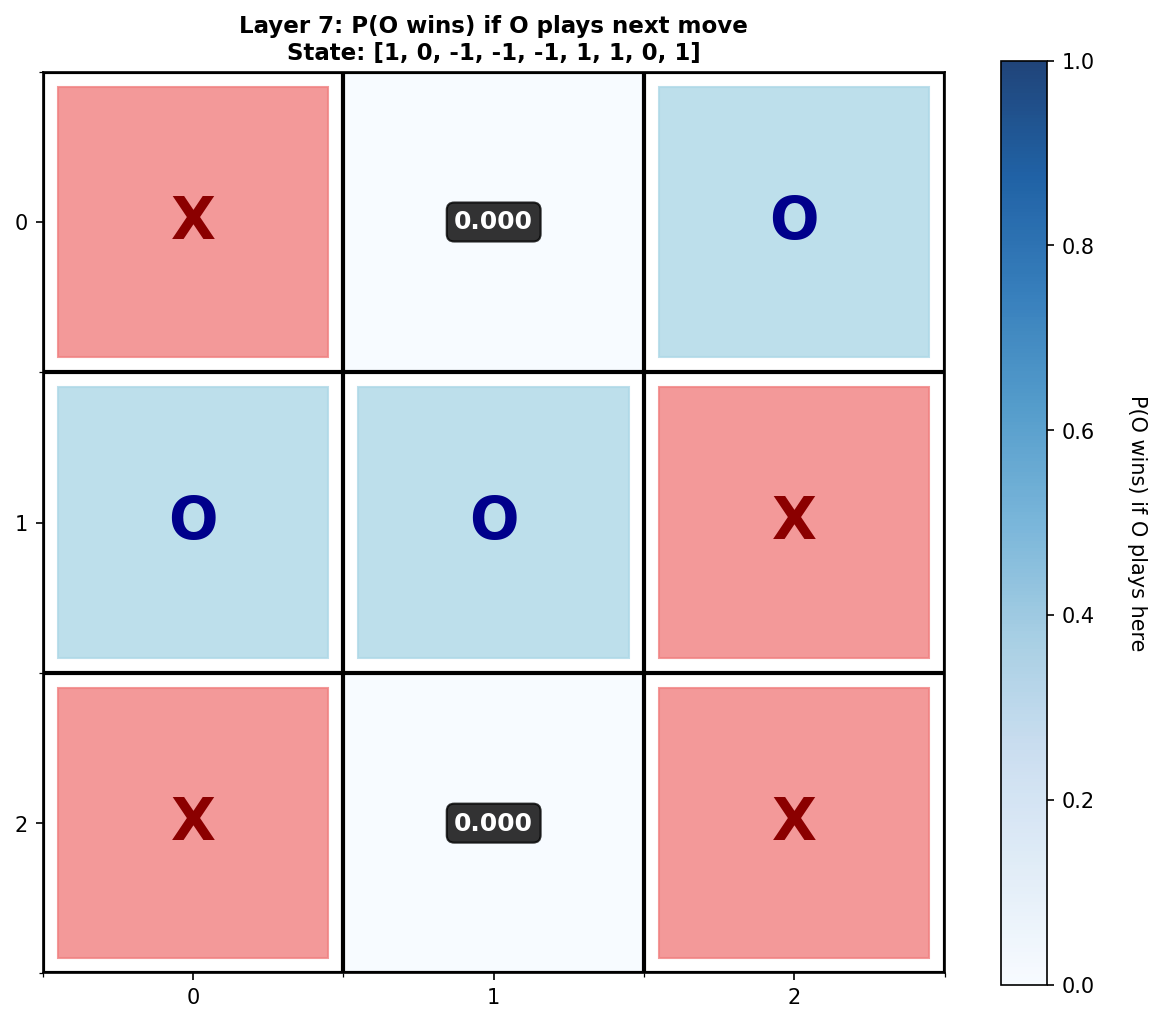 Layer 7: P(O wins) if O plays next move
State: [1, 0, -1, -1, -1, 1, 1, 0, 1]
X
0.000
O
O
O
X
X
0.000
X
0
1
2
0
1
2
1.0
0.8
0.6
0.4
0.2
0.0
P(O wins) if O plays here